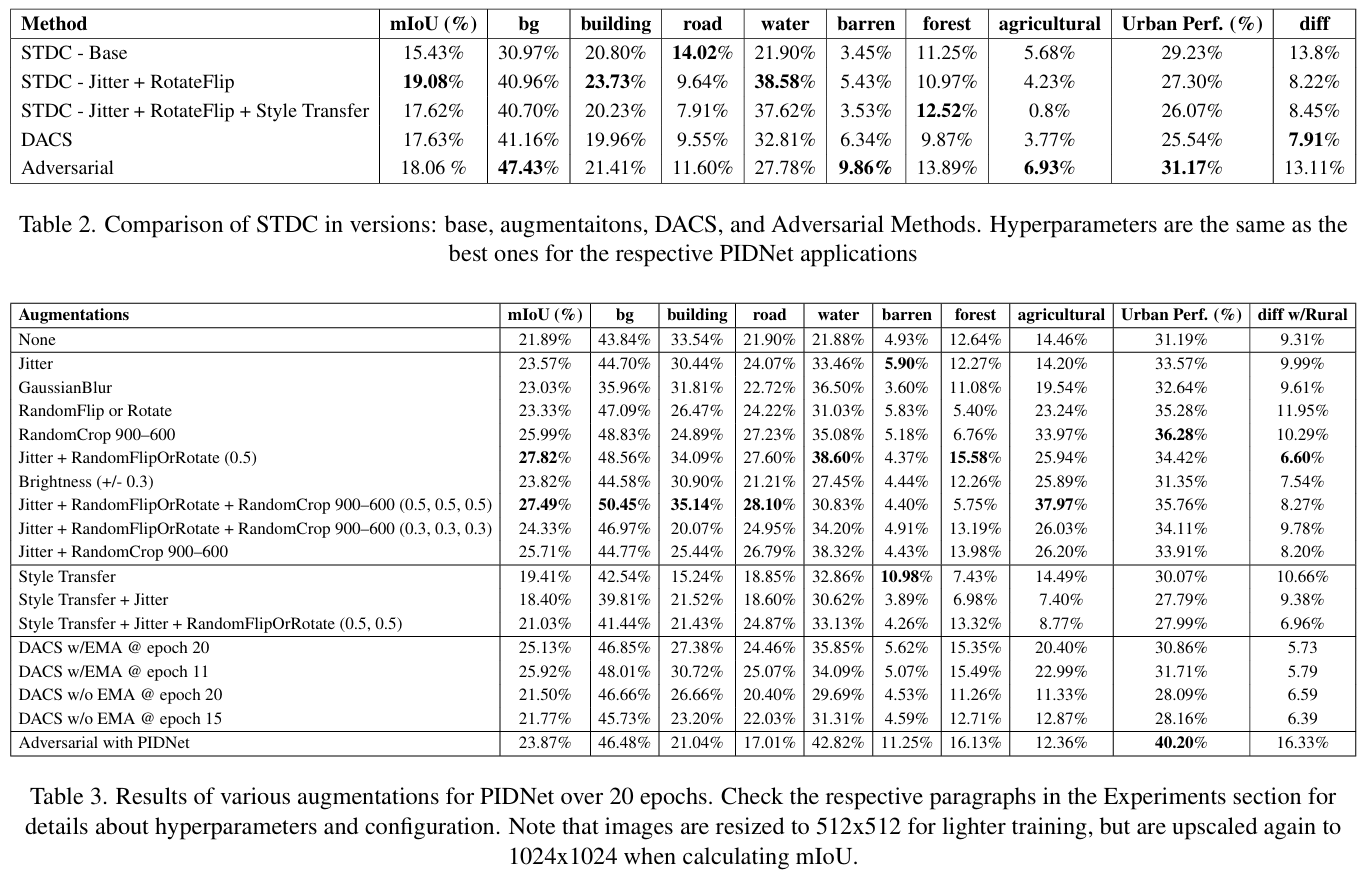 Method mIoU (%) bg building road water barren forest agricultural Urban Perf. (%) diff
STDC - Base 15.43% 30.97% 20.80% 14.02% 21.90% 3.45% 11.25% 5.68% 29.23% 13.8%
STDC - Jitter + RotateFlip 19.08% 40.96% 23.73% 9.64% 38.58% 5.43% 10.97% 4.23% 27.30% 8.22%
STDC - Jitter + RotateFlip + Style Transfer 17.62% 40.70% 20.23% 7.91% 37.62% 3.53% 12.52% 0.8% 26.07% 8.45%
DACS 17.63% 41.16% 19.96% 9.55% 32.81% 6.34% 9.87% 3.77% 25.54% 7.91%
Adversarial 18.06 % 47.43% 21.41% 11.60% 27.78% 9.86% 13.89% 6.93% 31.17% 13.11%
Table 2. Comparison of STDC in versions: base, augmentaitons, DACS, and Adversarial Methods. Hyperparameters are the same as the
best ones for the respective PIDNet applications
Augmentations mIoU (%) bg building road water barren forest agricultural Urban Perf. (%) diff w/Rural
None 21.89% 43.84% 33.54% 21.90% 21.88% 4.93% 12.64% 14.46% 31.19% 9.31%
Jitter 23.57% 44.70% 30.44% 24.07% 33.46% 5.90% 12.27% 14.20% 33.57% 9.99%
GaussianBlur 23.03% 35.96% 31.81% 22.72% 36.50% 3.60% 11.08% 19.54% 32.64% 9.61%
RandomFlip or Rotate 23.33% 47.09% 26.47% 24.22% 31.03% 5.83% 5.40% 23.24% 35.28% 11.95%
RandomCrop 900–600 25.99% 48.83% 24.89% 27.23% 35.08% 5.18% 6.76% 33.97% 36.28% 10.29%
Jitter + RandomFlipOrRotate (0.5) 27.82% 48.56% 34.09% 27.60% 38.60% 4.37% 15.58% 25.94% 34.42% 6.60%
Brightness (+/- 0.3) 23.82% 44.58% 30.90% 21.21% 27.45% 4.44% 12.26% 25.89% 31.35% 7.54%
Jitter + RandomFlipOrRotate + RandomCrop 900–600 (0.5, 0.5, 0.5) 27.49% 50.45% 35.14% 28.10% 30.83% 4.40% 5.75% 37.97% 35.76% 8.27%
Jitter + RandomFlipOrRotate + RandomCrop 900–600 (0.3, 0.3, 0.3) 24.33% 46.97% 20.07% 24.95% 34.20% 4.91% 13.19% 26.03% 34.11% 9.78%
Jitter + RandomCrop 900–600 25.71% 44.77% 25.44% 26.79% 38.32% 4.43% 13.98% 26.20% 33.91% 8.20%
Style Transfer 19.41% 42.54% 15.24% 18.85% 32.86% 10.98% 7.43% 14.49% 30.07% 10.66%
Style Transfer + Jitter 18.40% 39.81% 21.52% 18.60% 30.62% 3.89% 6.98% 7.40% 27.79% 9.38%
Style Transfer + Jitter + RandomFlipOrRotate (0.5, 0.5) 21.03% 41.44% 21.43% 24.87% 33.13% 4.26% 13.32% 8.77% 27.99% 6.96%
DACS w/EMA @ epoch 20 25.13% 46.85% 27.38% 24.46% 35.85% 5.62% 15.35% 20.40% 30.86% 5.73
DACS w/EMA @ epoch 11 25.92% 48.01% 30.72% 25.07% 34.09% 5.07% 15.49% 22.99% 31.71% 5.79
DACS w/o EMA @ epoch 20 21.50% 46.66% 26.66% 20.40% 29.69% 4.53% 11.26% 11.33% 28.09% 6.59
DACS w/o EMA @ epoch 15 21.77% 45.73% 23.20% 22.03% 31.31% 4.59% 12.71% 12.87% 28.16% 6.39
Adversarial with PIDNet 23.87% 46.48% 21.04% 17.01% 42.82% 11.25% 16.13% 12.36% 40.20% 16.33%
Table 3. Results of various augmentations for PIDNet over 20 epochs. Check the respective paragraphs in the Experiments section for
details about hyperparameters and configuration. Note that images are resized to 512x512 for lighter training, but are upscaled again to
1024x1024 when calculating mIoU.